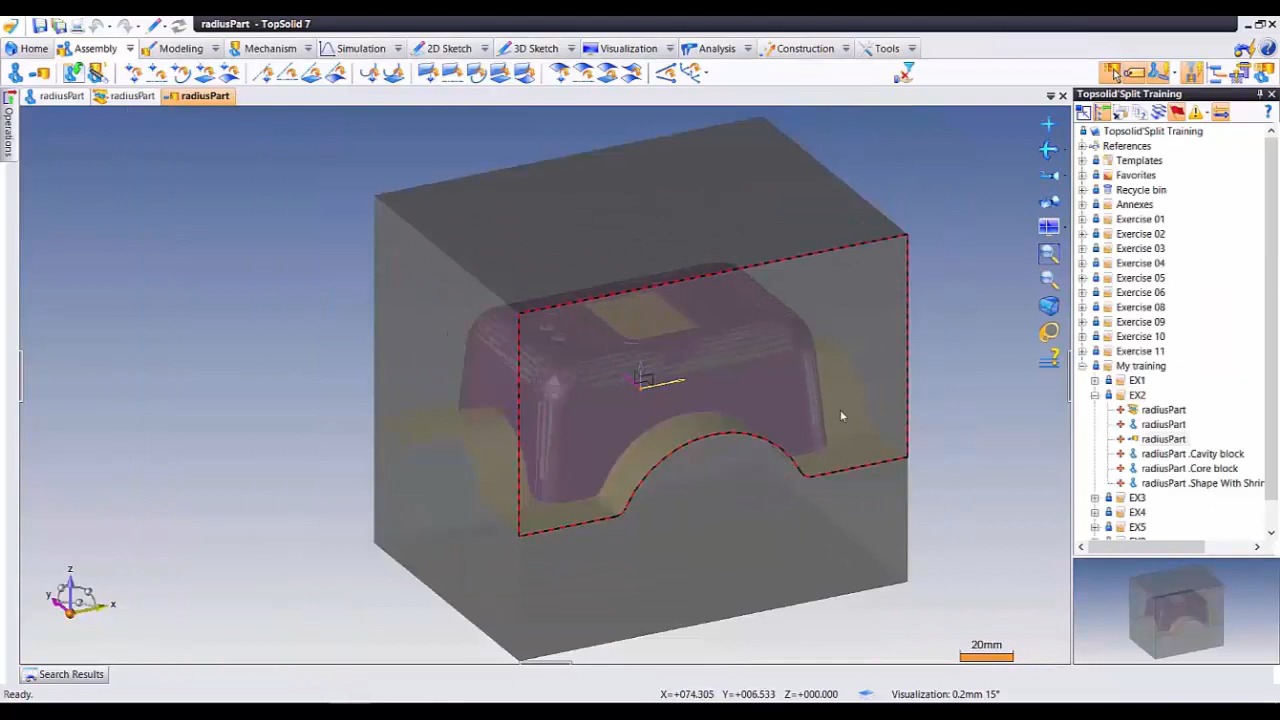 radiusPart - TopSolid 7
Home Assembly Modeling Mechanism Simulation 2D Sketch 3D Sketch Visualization Analysis Construction Tools
radiusPart radiusPart radiusPart
Operations
Topsolid'Split Training
Topsolid'Split Training
References
Templates
Favorites
Recycle bin
Annexes
Exercise 01
Exercise 02
Exercise 03
Exercise 04
Exercise 05
Exercise 06
Exercise 08
Exercise 09
Exercise 10
Exercise 11
My training
EX1
EX2
radiusPart
radiusPart
radiusPart
radiusPart .Cavity block
radiusPart .Core block
radiusPart .Shape With Shrin
EX3
EX4
EX5
z
y
x
20mm
Search Results
Ready. X=+074.305 Y=+006.533 Z=+000.000 Visualization: 0.2mm 15°